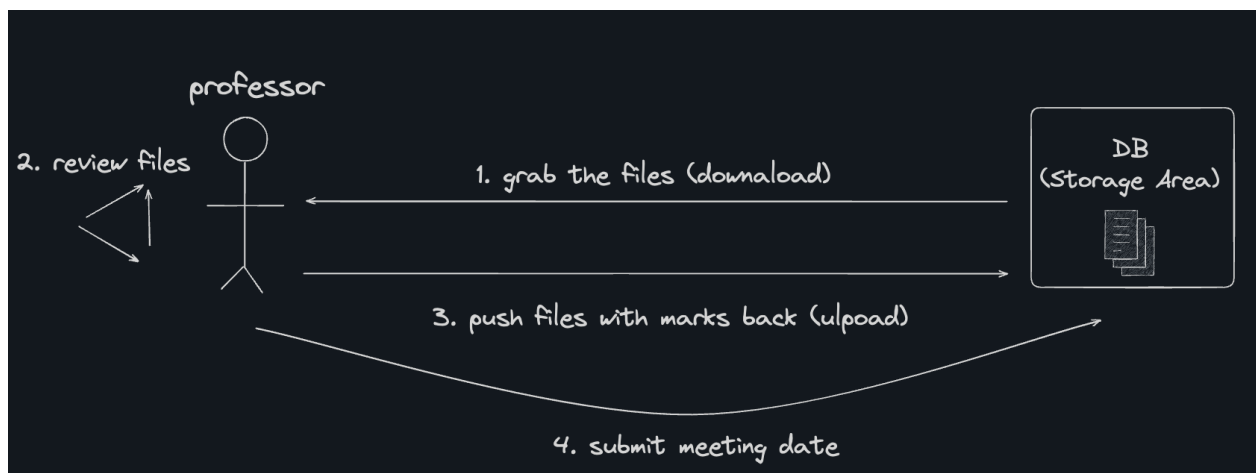 professor
2. review files
1. grab the files (downaload)
DB
(Storage Area)
3. push files with marks back (ulpoad)
4. submit meeting date